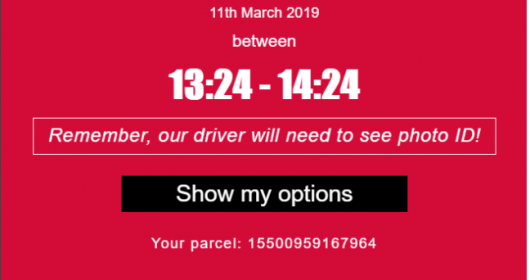 11th March 2019
between
13:24 - 14:24
Remember, our driver will need to see photo ID!
Show my options
Your parcel: 15500959167964